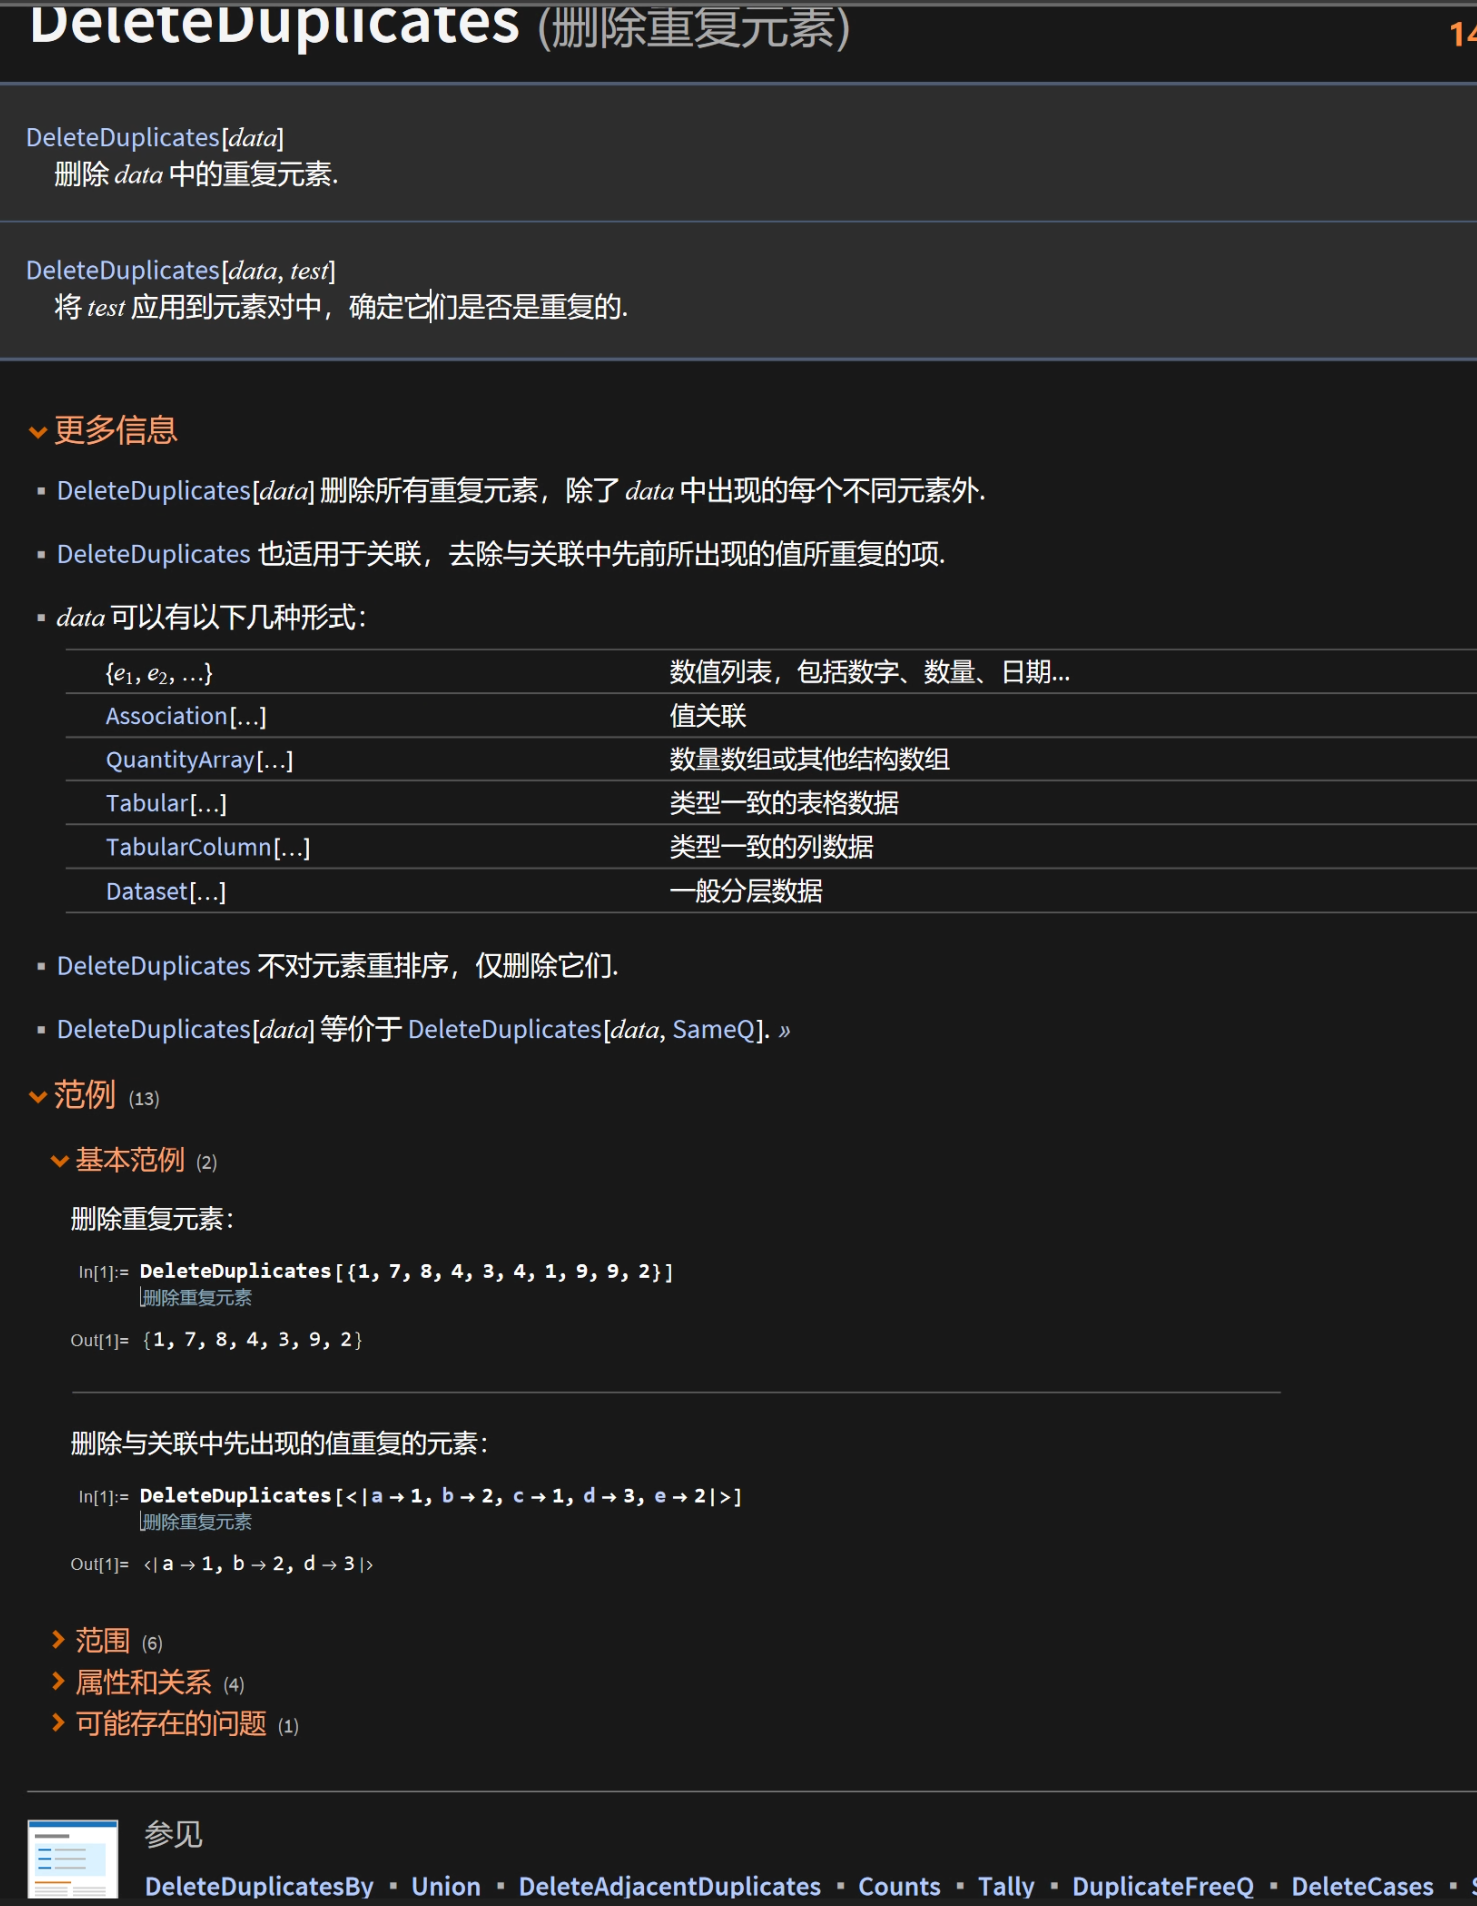 DeleteDuplicates (删除重复元素)
14
DeleteDuplicates[data]
删除 data 中的重复元素.
DeleteDuplicates[data, test]
将 test 应用到元素对中，确定它们是否是重复的.
更多信息
▪ DeleteDuplicates[data] 删除所有重复元素，除了 data 中出现的每个不同元素外.
▪ DeleteDuplicates 也适用于关联，去除与关联中先前所出现的值所重复的项.
▪ data 可以有以下几种形式：
{e1, e2, …} 数值列表，包括数字、数量、日期...
Association[…] 值关联
QuantityArray[…] 数量数组或其他结构数组
Tabular[…] 类型一致的表格数据
TabularColumn[…] 类型一致的列数据
Dataset[…] 一般分层数据
▪ DeleteDuplicates 不对元素重排序，仅删除它们.
▪ DeleteDuplicates[data] 等价于 DeleteDuplicates[data, SameQ]. »
范例 (13)
基本范例 (2)
删除重复元素：
In[1]:= DeleteDuplicates[{1, 7, 8, 4, 3, 4, 1, 9, 9, 2}]
删除重复元素
Out[1]= {1, 7, 8, 4, 3, 9, 2}
删除与关联中先出现的值重复的元素：
In[1]:= DeleteDuplicates[<|a → 1, b → 2, c → 1, d → 3, e → 2|>]
删除重复元素
Out[1]= <|a → 1, b → 2, d → 3|>
范围 (6)
属性和关系 (4)
可能存在的问题 (1)
参见
DeleteDuplicatesBy ▪ Union ▪ DeleteAdjacentDuplicates ▪ Counts ▪ Tally ▪ DuplicateFreeQ ▪ DeleteCases ▪